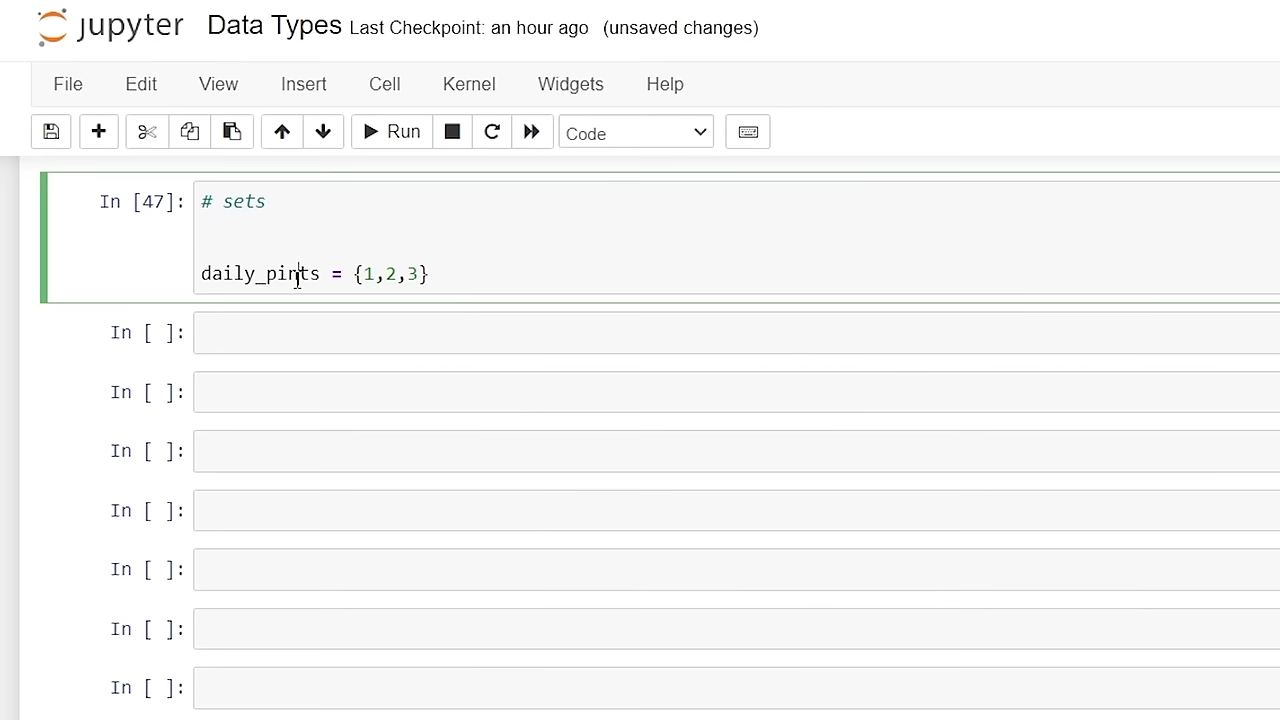 jupyter Data Types Last Checkpoint: an hour ago (unsaved changes)
File Edit View Insert Cell Kernel Widgets Help
Run Code
In [47]: # sets
daily_pints = {1,2,3}
In [ ]:
In [ ]:
In [ ]:
In [ ]:
In [ ]:
In [ ]:
In [ ]: